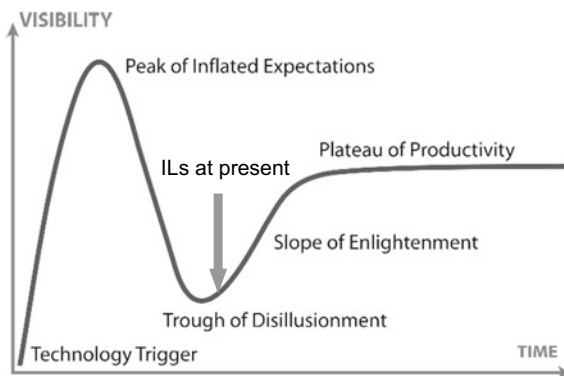 VISIBILITY
Peak of Inflated Expectations
ILs at present
Plateau of Productivity
Slope of Enlightenment
Trough of Disillusionment
Technology Trigger
TIME